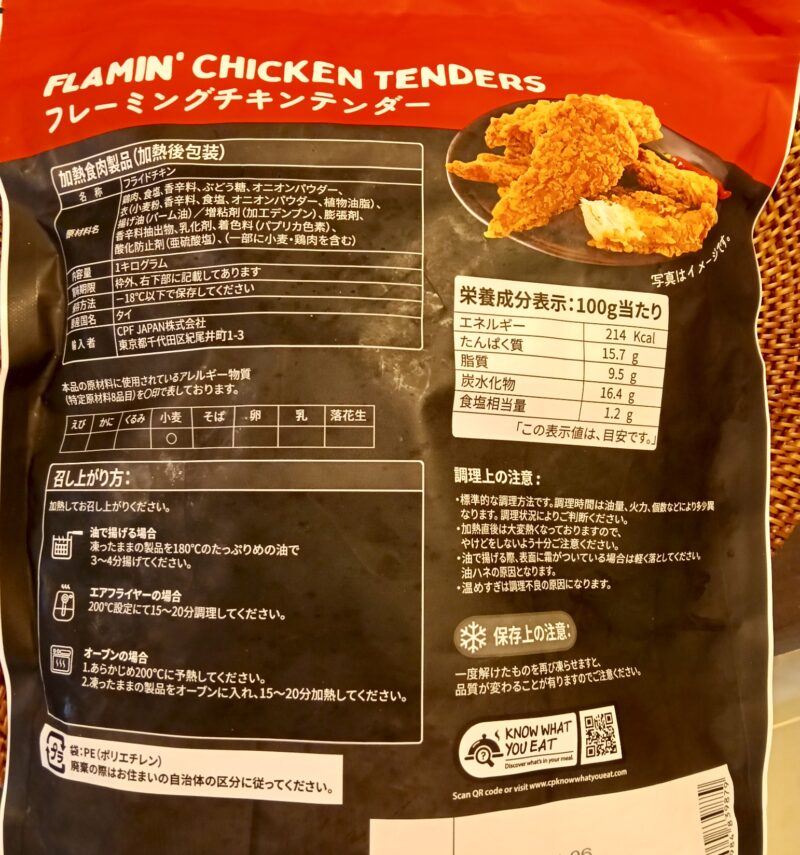 FLAMIN' CHICKEN TENDERS
フレーミングチキンテンダー
加熱食肉製品(加熱後包装)
名 称 フライドチキン
原材料名 鶏肉、食塩、香辛料、ぶどう糖、オニオンパウダー、
衣(小麦粉、香辛料、食塩、オニオンパウダー、植物油脂)、
揚げ油(パーム油)/増粘剤(加工デンプン)、膨張剤、
香辛料抽出物、乳化剤、着色料(パプリカ色素)、
酸化防止剤(亜硫酸塩)、(一部に小麦・鶏肉を含む)
内容量 1キログラム
賞味期限 枠外、右下部に記載してあります
保存方法 −18℃以下で保存してください
原産国名 タイ
輸入者 CPF JAPAN株式会社
東京都千代田区紀尾井町1-3
写真はイメージです。
栄養成分表示:100g当たり
エネルギー 214 Kcal
たんぱく質 15.7 g
脂質 9.5 g
炭水化物 16.4 g
食塩相当量 1.2 g
「この表示値は、目安です。」
本品の原材料に使用されているアレルギー物質
(特定原材料8品目)を〇印で表しております。
えび かに くるみ 小麦 そば 卵 乳 落花生
○
召し上がり方:
加熱してお召し上がりください。
油で揚げる場合
凍ったままの製品を180℃のたっぷりめの油で
3〜4分揚げてください。
エアフライヤーの場合
200℃設定にて15〜20分調理してください。
オーブンの場合
1.あらかじめ200℃に予熱してください。
2.凍ったままの製品をオーブンに入れ、15〜20分加熱してください。
調理上の注意:
・標準的な調理方法です。調理時間は油量、火力、個数などにより多少異
なります。調理状況によりご判断ください。
・加熱直後は大変熱くなっておりますので、
やけどをしないよう十分ご注意ください。
・油で揚げる際、表面に霜がついている場合は軽く落としてください。
油ハネの原因となります。
・温めすぎは調理不良の原因になります。
保存上の注意:
一度解けたものを再び凍らせますと、
品質が変わることが有りますのでご注意ください。
プラ
袋:PE(ポリエチレン)
廃棄の際はお住まいの自治体の区分に従ってください。
KNOW WHAT
YOU EAT
Discover what's in your meal.
Scan QR code or visit www.cpknowwhatyoueat.com